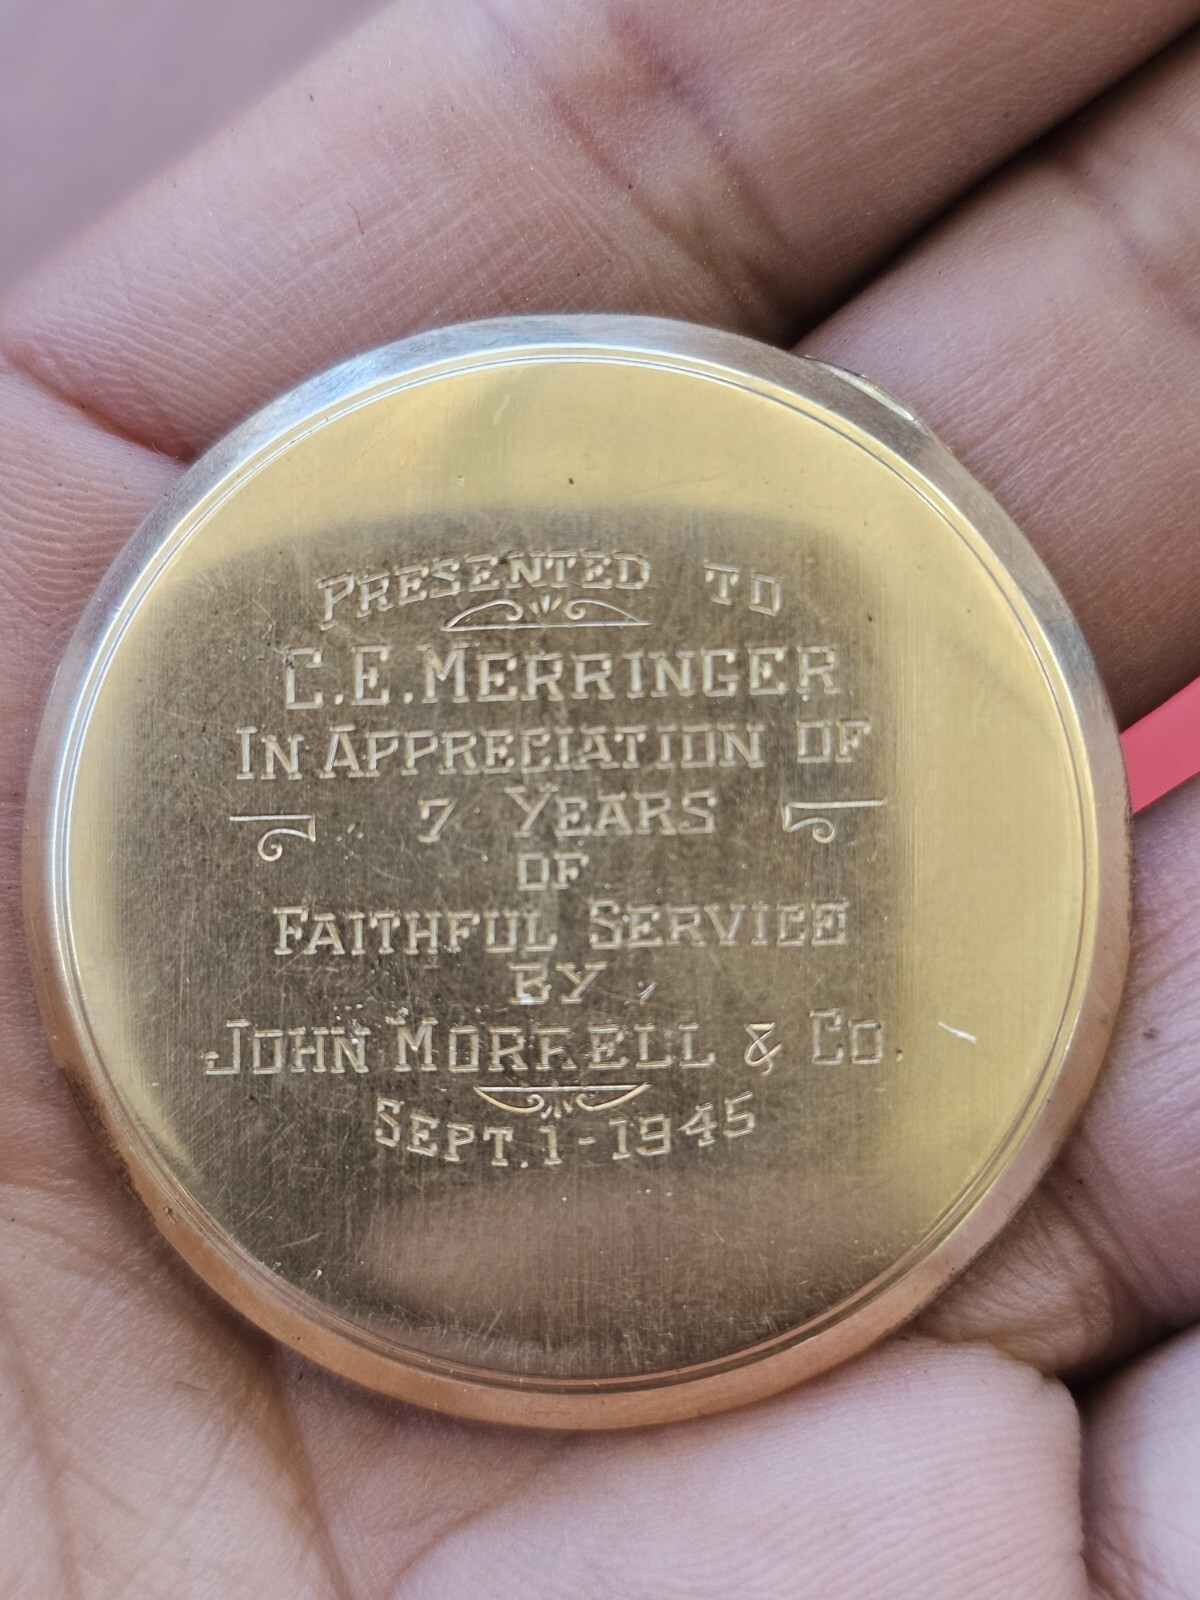 PRESENTED TO
C.E. MERRINGER
IN APPRECIATION OF
7 YEARS
OF
FAITHFUL SERVICE
BY
JOHN MORRELL & CO.
SEPT. 1-1945